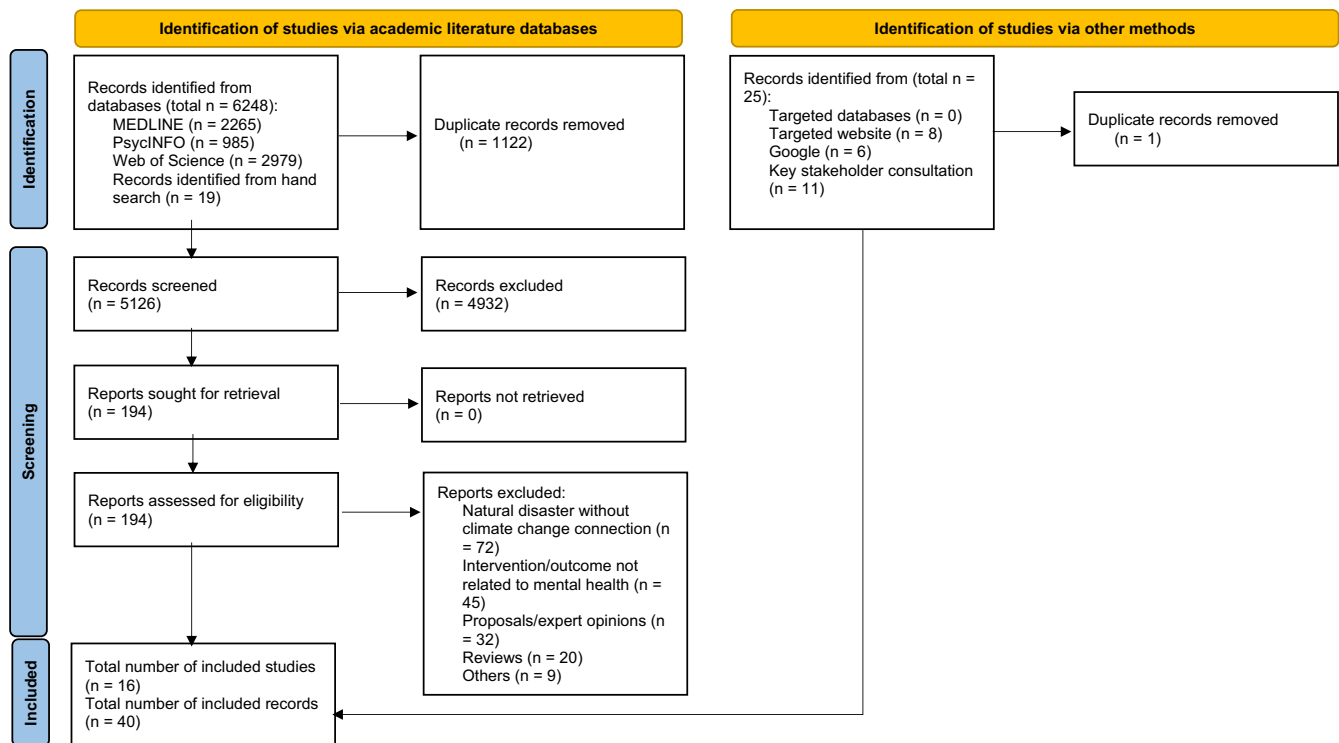 Identification of studies via academic literature databases
Identification of studies via other methods
Identification
Records identified from
databases (total n = 6248):
MEDLINE (n = 2265)
PsycINFO (n = 985)
Web of Science (n = 2979)
Records identified from hand
search (n = 19)
Duplicate records removed
(n = 1122)
Records identified from (total n =
25):
Targeted databases (n = 0)
Targeted website (n = 8)
Google (n = 6)
Key stakeholder consultation
(n = 11)
Duplicate records removed
(n = 1)
Screening
Records screened
(n = 5126)
Records excluded
(n = 4932)
Reports sought for retrieval
(n = 194)
Reports not retrieved
(n = 0)
Reports assessed for eligibility
(n = 194)
Reports excluded:
Natural disaster without
climate change connection (n
= 72)
Intervention/outcome not
related to mental health (n =
45)
Proposals/expert opinions (n
= 32)
Reviews (n = 20)
Others (n = 9)
Included
Total number of included studies
(n = 16)
Total number of included records
(n = 40)